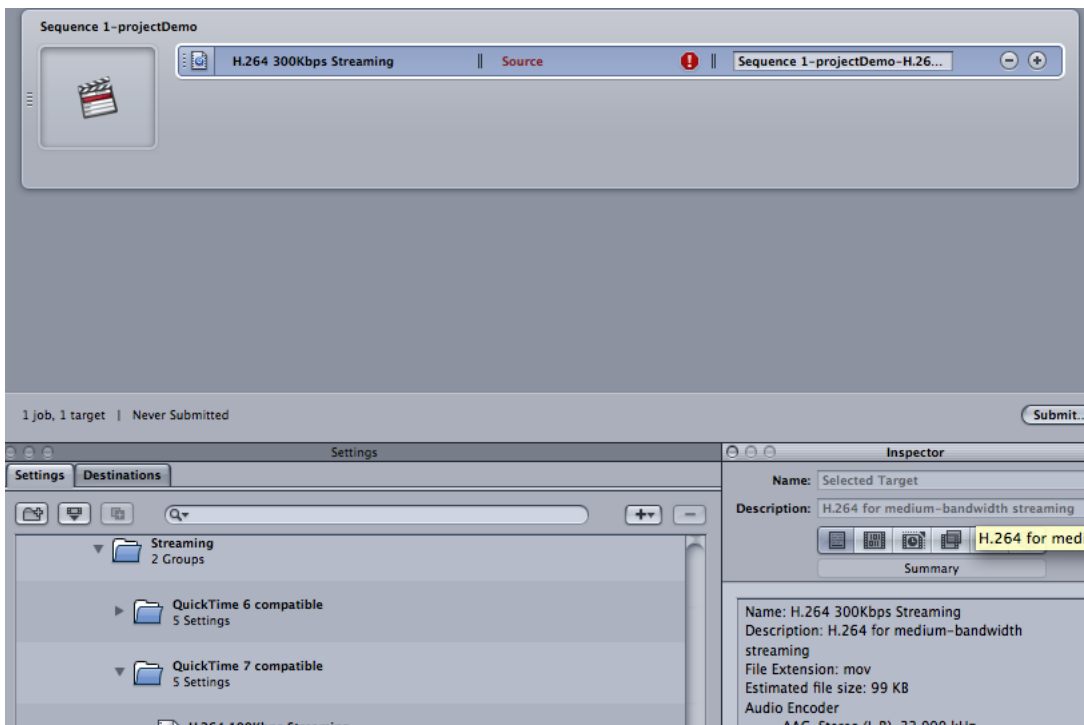 Sequence 1-projectDemo
H.264 300Kbps Streaming
Source
Sequence 1-projectDemo-H.26...
1 job, 1 target | Never Submitted
Submit..
Settings
Settings Destinations
Streaming
2 Groups
QuickTime 6 compatible
5 Settings
QuickTime 7 compatible
5 Settings
Inspector
Name: Selected Target
Description: H.264 for medium-bandwidth streaming
H.264 for medi
Summary
Name: H.264 300Kbps Streaming
Description: H.264 for medium-bandwidth
streaming
File Extension: mov
Estimated file size: 99 KB
Audio Encoder